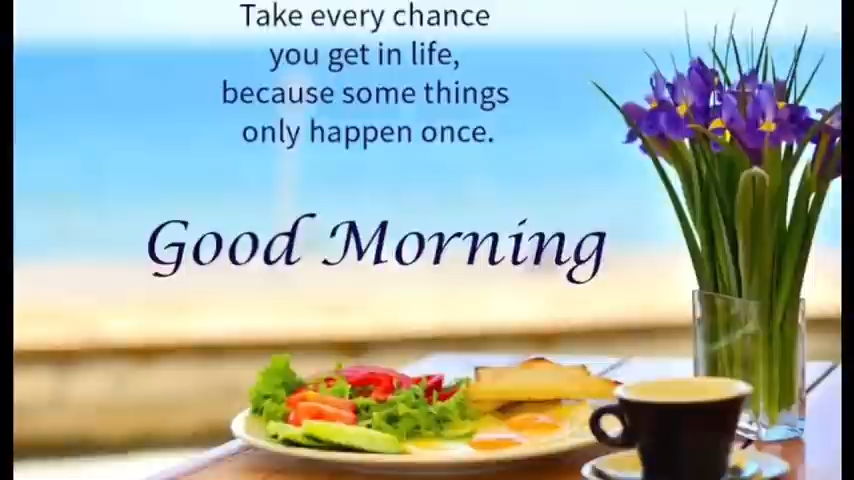 Take every chance
you get in life,
because some things
only happen once.
Good Morning